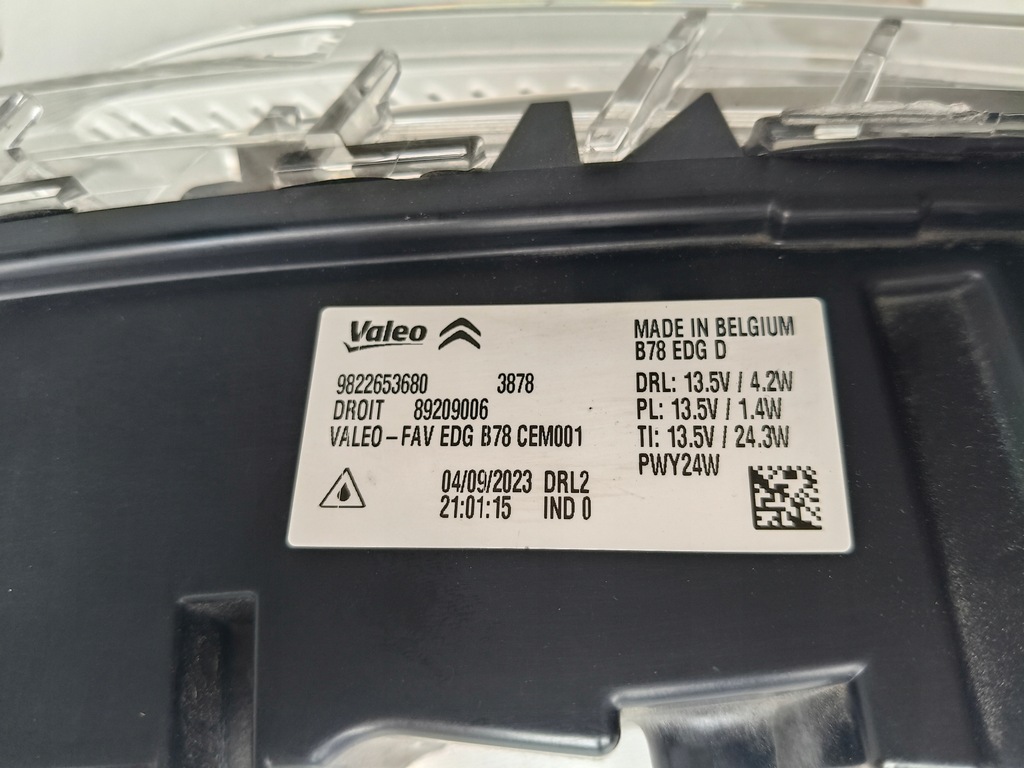 Valeo
9822653680 3878
DROIT 89209006
VALEO-FAV EDG B78 CEM001
04/09/2023 DRL2
21:01:15 IND 0
MADE IN BELGIUM
B78 EDG D
DRL: 13.5V / 4.2W
PL: 13.5V / 1.4W
TI: 13.5V / 24.3W
PWY24W